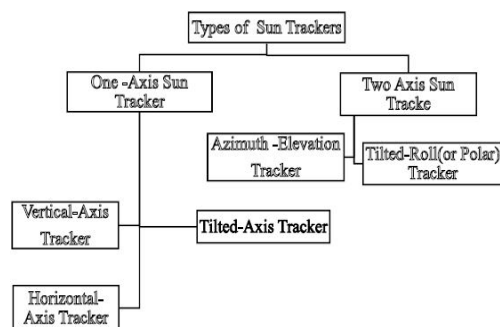 Types of Sun Trackers
One -Axis Sun
Tracker
Two Axis Sun
Tracke
Azimuth -Elevation
Tracker
Tilted-Roll(or Polar)
Tracker
Vertical-Axis
Tracker
Tilted-Axis Tracker
Horizontal-
Axis Tracker